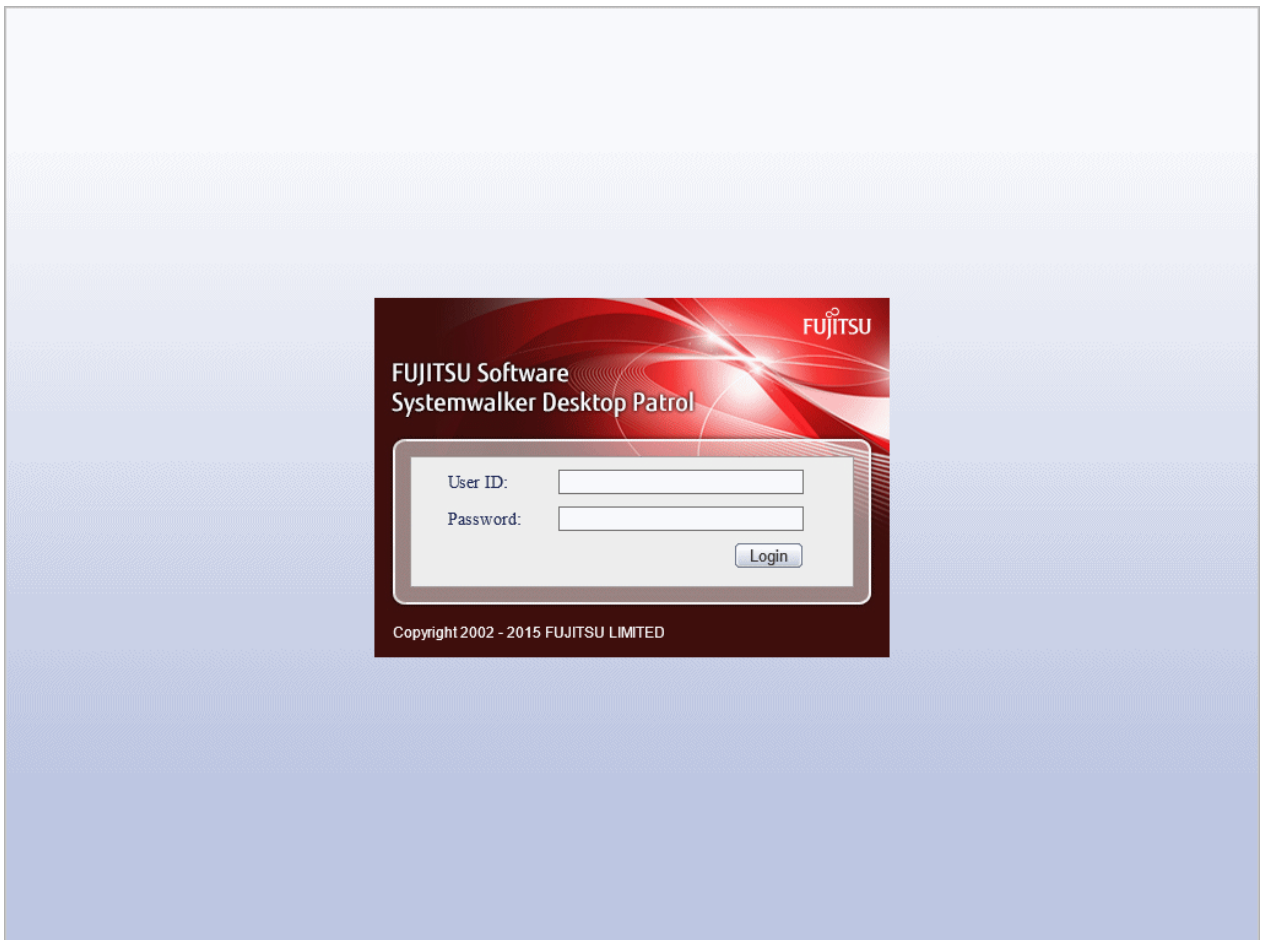 FUJITSU
FUJITSU Software
Systemwalker Desktop Patrol
User ID:
Password:
Login
Copyright 2002 - 2015 FUJITSU LIMITED